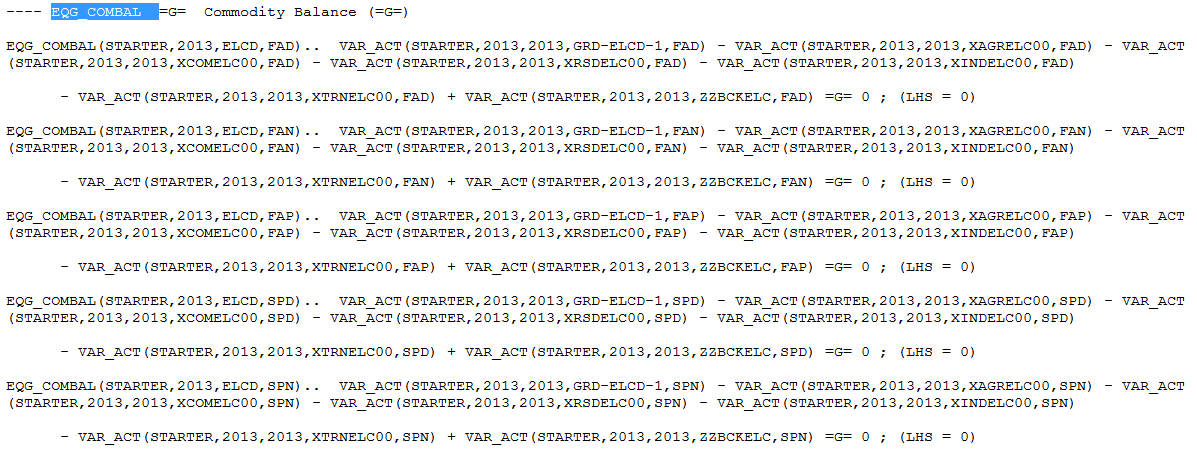 ---- EQG_COMBAL  =G=  Commodity Balance (=G=)
EQG_COMBAL(STARTER,2013,ELCD,FAD)..  VAR_ACT(STARTER,2013,2013,GRD-ELCD-1,FAD) - VAR_ACT(STARTER,2013,2013,XAGRELC00,FAD) - VAR_ACT
(STARTER,2013,2013,XCOMELC00,FAD) - VAR_ACT(STARTER,2013,2013,XRSDELC00,FAD) - VAR_ACT(STARTER,2013,2013,XINDELC00,FAD)
- VAR_ACT(STARTER,2013,2013,XTRNELC00,FAD) + VAR_ACT(STARTER,2013,2013,ZZBCKELC,FAD) =G= 0 ; (LHS = 0)
EQG_COMBAL(STARTER,2013,ELCD,FAN)..  VAR_ACT(STARTER,2013,2013,GRD-ELCD-1,FAN) - VAR_ACT(STARTER,2013,2013,XAGRELC00,FAN) - VAR_ACT
(STARTER,2013,2013,XCOMELC00,FAN) - VAR_ACT(STARTER,2013,2013,XRSDELC00,FAN) - VAR_ACT(STARTER,2013,2013,XINDELC00,FAN)
- VAR_ACT(STARTER,2013,2013,XTRNELC00,FAN) + VAR_ACT(STARTER,2013,2013,ZZBCKELC,FAN) =G= 0 ; (LHS = 0)
EQG_COMBAL(STARTER,2013,ELCD,FAP)..  VAR_ACT(STARTER,2013,2013,GRD-ELCD-1,FAP) - VAR_ACT(STARTER,2013,2013,XAGRELC00,FAP) - VAR_ACT
(STARTER,2013,2013,XCOMELC00,FAP) - VAR_ACT(STARTER,2013,2013,XRSDELC00,FAP) - VAR_ACT(STARTER,2013,2013,XINDELC00,FAP)
- VAR_ACT(STARTER,2013,2013,XTRNELC00,FAP) + VAR_ACT(STARTER,2013,2013,ZZBCKELC,FAP) =G= 0 ; (LHS = 0)
EQG_COMBAL(STARTER,2013,ELCD,SPD)..  VAR_ACT(STARTER,2013,2013,GRD-ELCD-1,SPD) - VAR_ACT(STARTER,2013,2013,XAGRELC00,SPD) - VAR_ACT
(STARTER,2013,2013,XCOMELC00,SPD) - VAR_ACT(STARTER,2013,2013,XRSDELC00,SPD) - VAR_ACT(STARTER,2013,2013,XINDELC00,SPD)
- VAR_ACT(STARTER,2013,2013,XTRNELC00,SPD) + VAR_ACT(STARTER,2013,2013,ZZBCKELC,SPD) =G= 0 ; (LHS = 0)
EQG_COMBAL(STARTER,2013,ELCD,SPN)..  VAR_ACT(STARTER,2013,2013,GRD-ELCD-1,SPN) - VAR_ACT(STARTER,2013,2013,XAGRELC00,SPN) - VAR_ACT
(STARTER,2013,2013,XCOMELC00,SPN) - VAR_ACT(STARTER,2013,2013,XRSDELC00,SPN) - VAR_ACT(STARTER,2013,2013,XINDELC00,SPN)
- VAR_ACT(STARTER,2013,2013,XTRNELC00,SPN) + VAR_ACT(STARTER,2013,2013,ZZBCKELC,SPN) =G= 0 ; (LHS = 0)